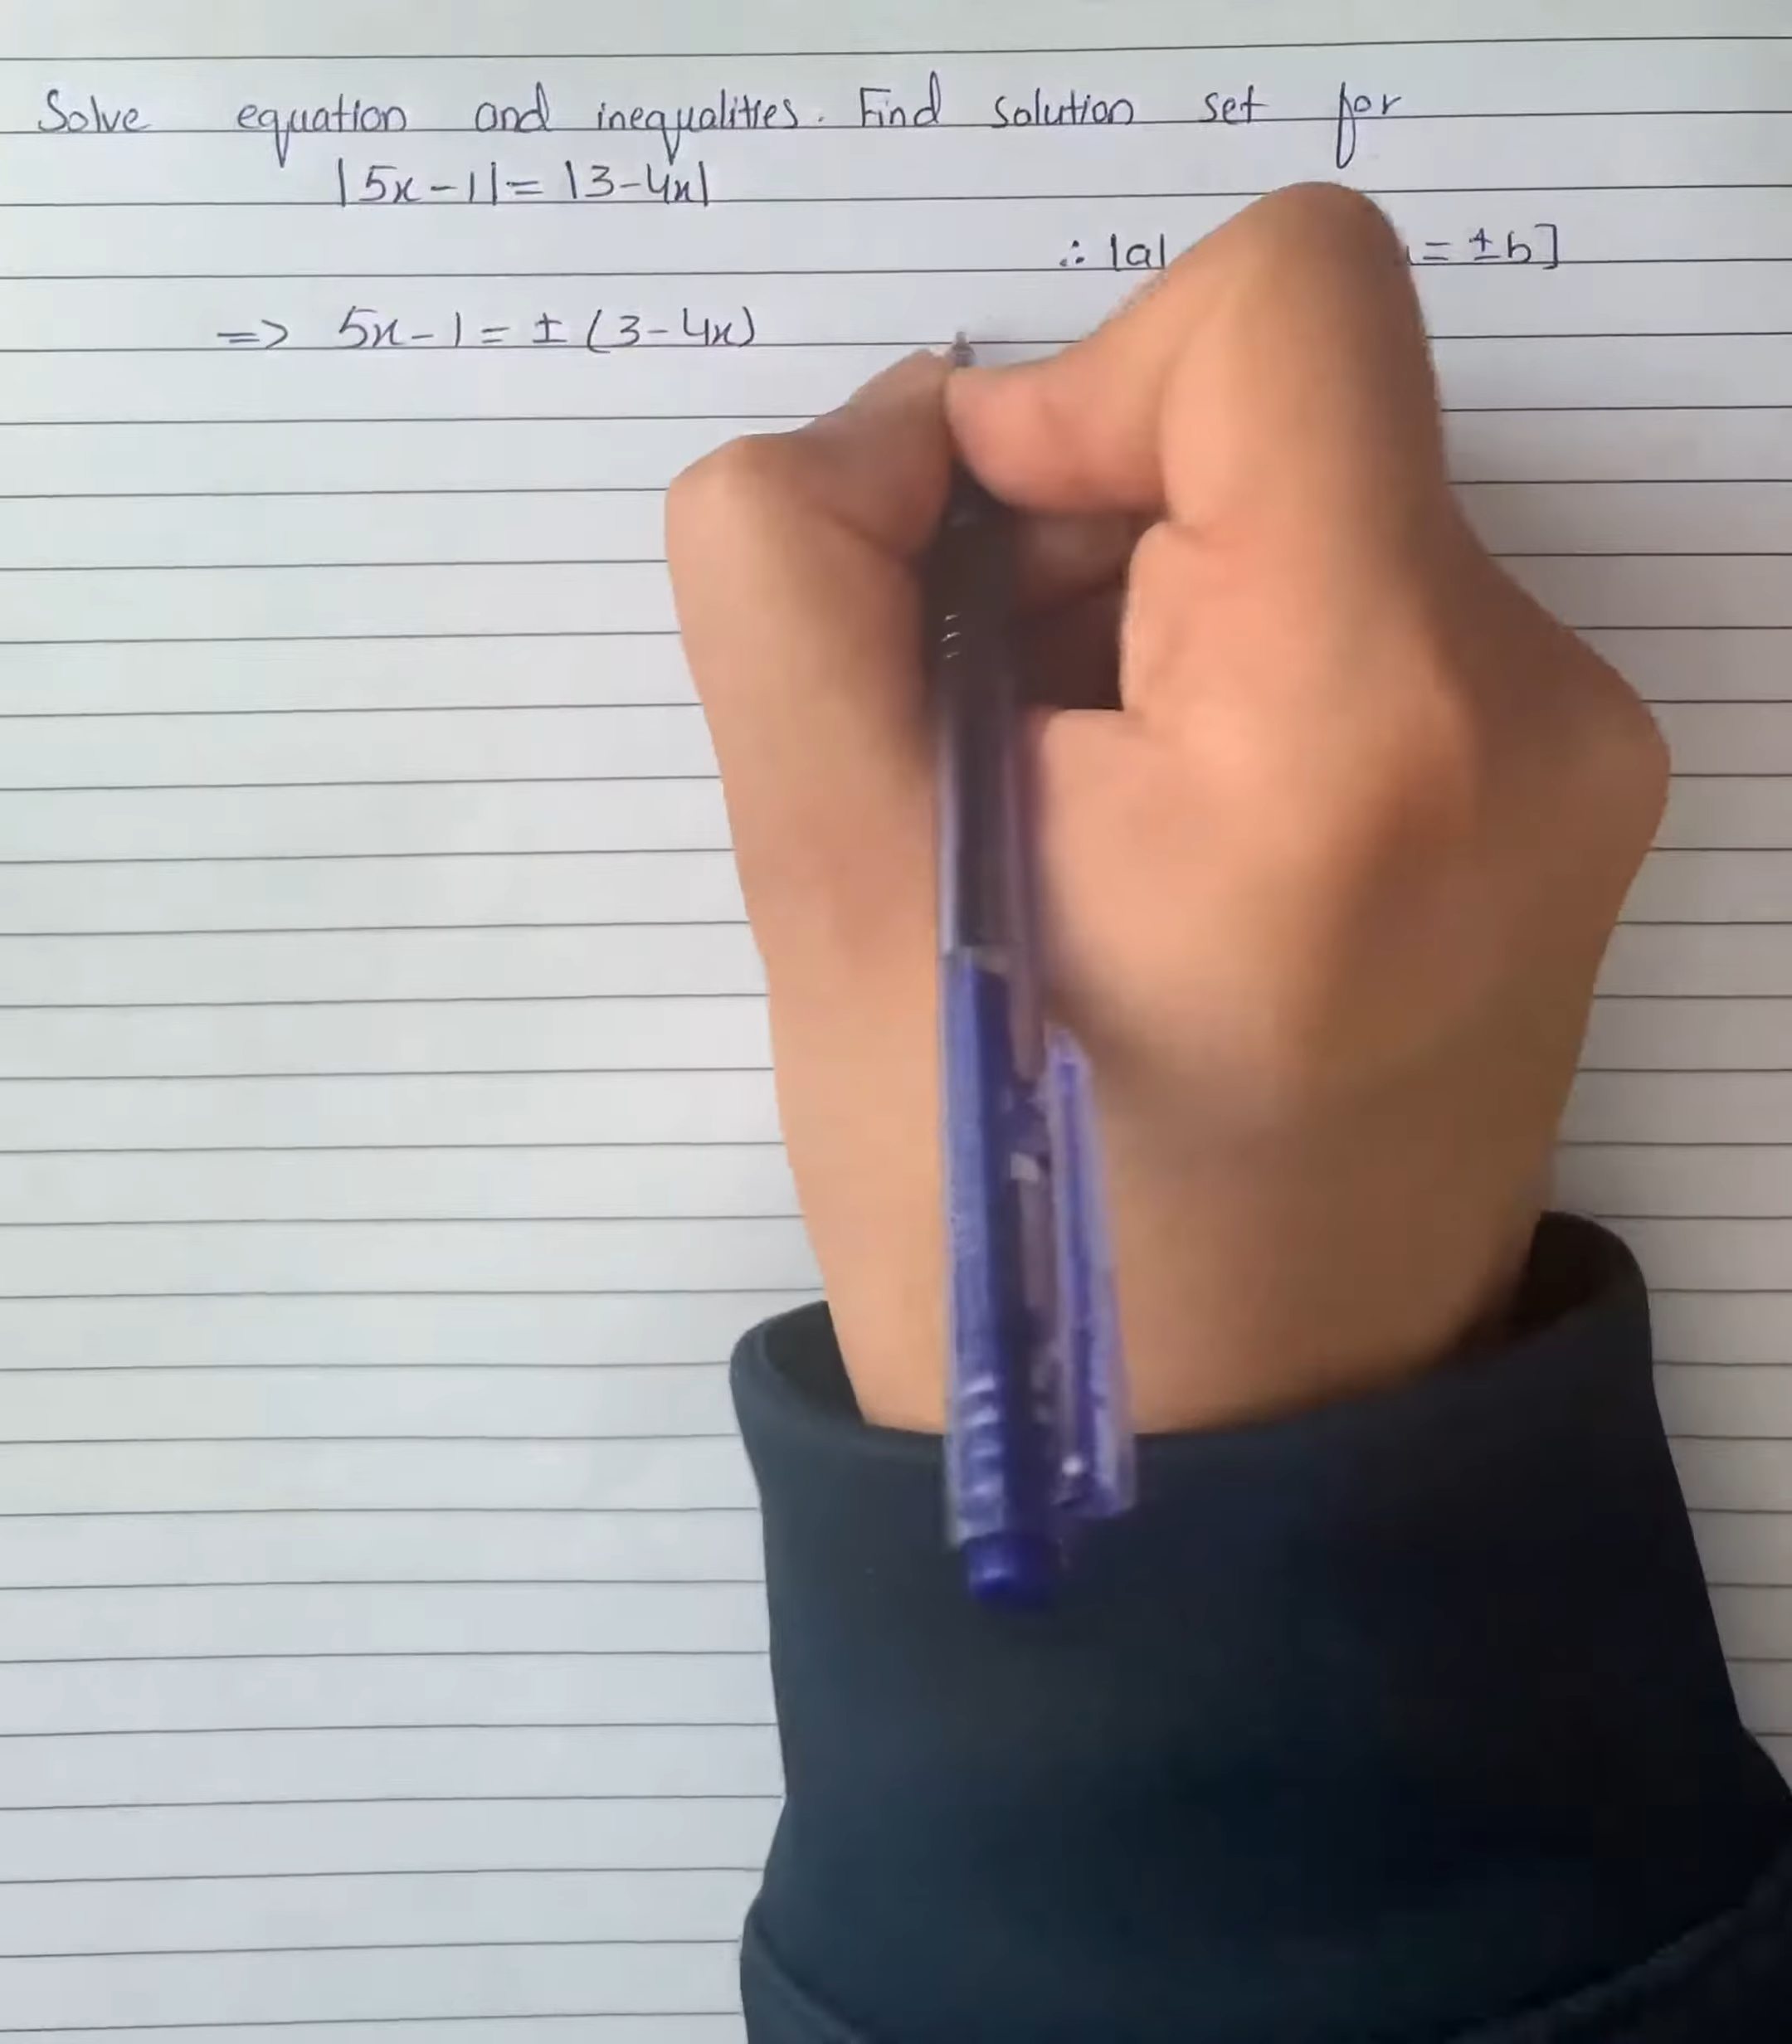 Solve equation and inequalities. Find solution set for
|5x-1|=|3-4x|
∴ |a| = ±b]
=> 5x-1 = ± (3-4x)